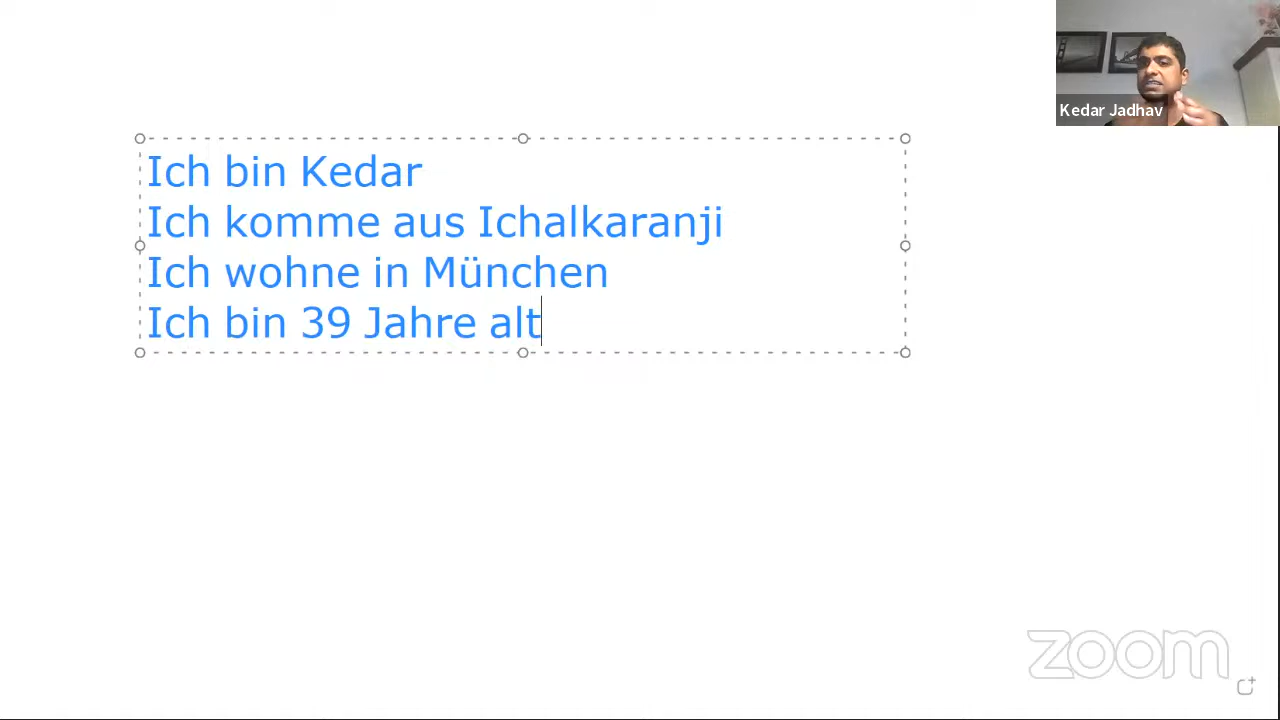 Kedar Jadhav
Ich bin Kedar
Ich komme aus Ichalkaranji
Ich wohne in München
Ich bin 39 Jahre alt
zoom